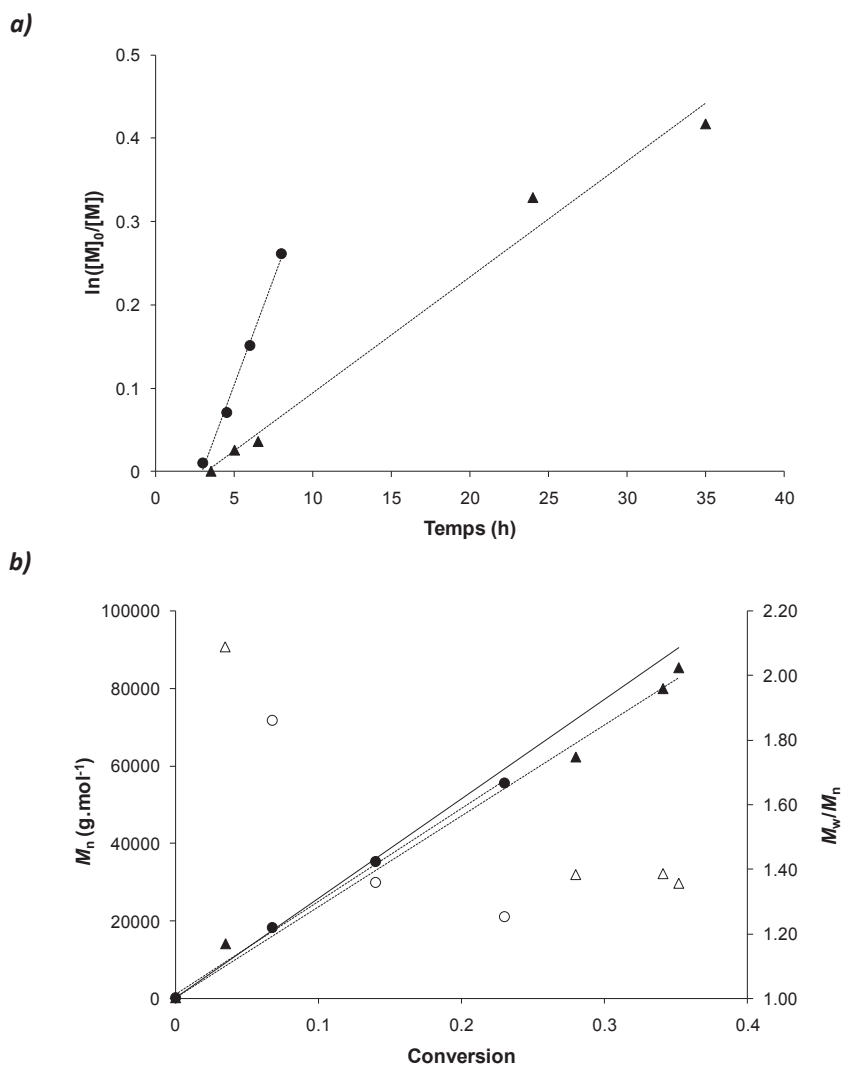 a)
0.5
0.4
0.3
0.2
0.1
0
ln([M]0/[M])
0 5 10 15 20 25 30 35 40
Temps (h)
b)
100000
80000
60000
40000
20000
0
Mn (g.mol-1)
2.20
2.00
1.80
1.60
1.40
1.20
1.00
Mw/Mn
0 0.1 0.2 0.3 0.4
Conversion